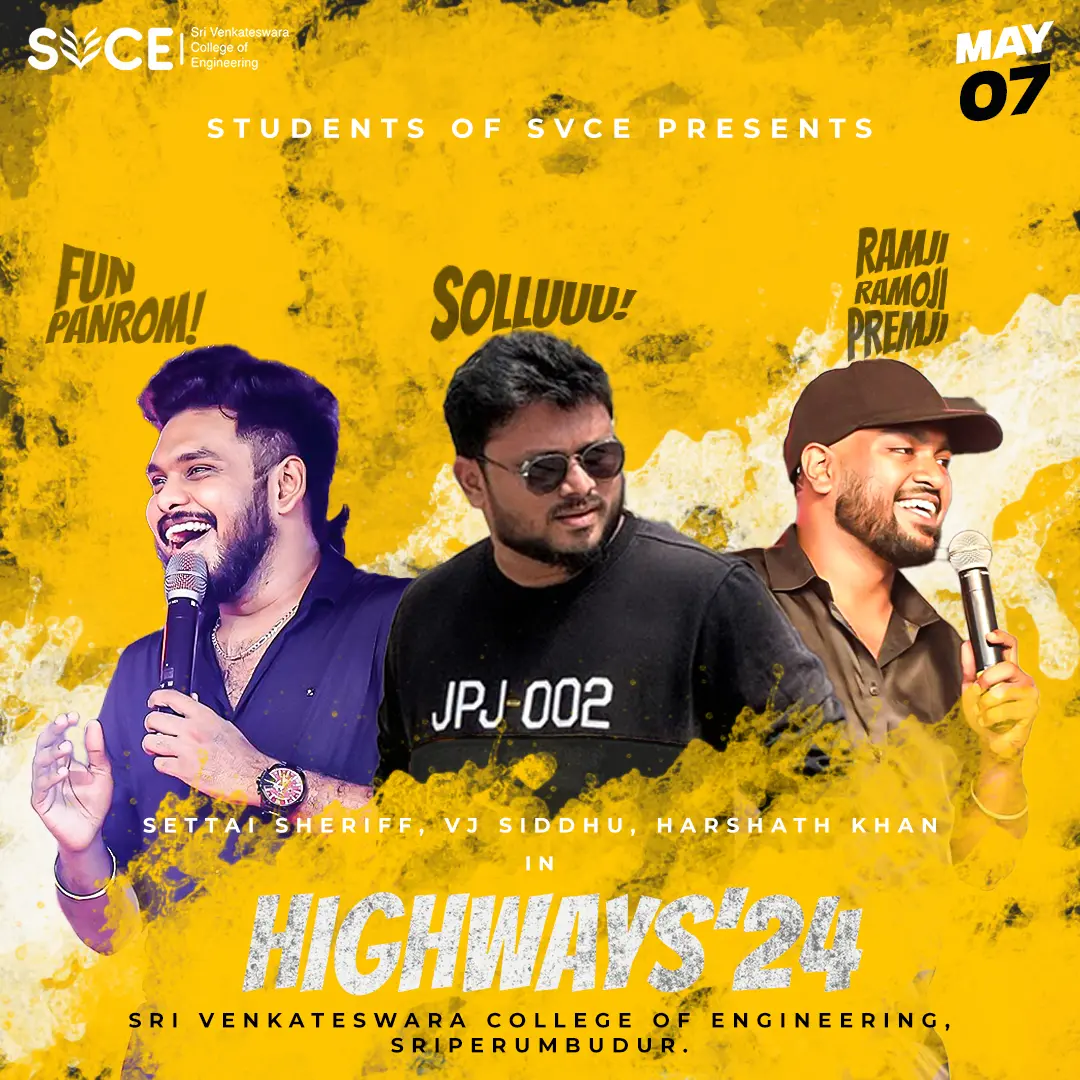 SVCE
Sri Venkateswara
College of
Engineering
MAY
07
STUDENTS OF SVCE PRESENTS
FUN
PANROM!
SOLLUUU!
RAMJI
RAMOJI
PREMJI
JPJ-002
SETTAI SHERIFF, VJ SIDDHU, HARSHATH KHAN
IN
HIGHWAYS'24
SRI VENKATESWARA COLLEGE OF ENGINEERING,
SRIPERUMBUDUR.